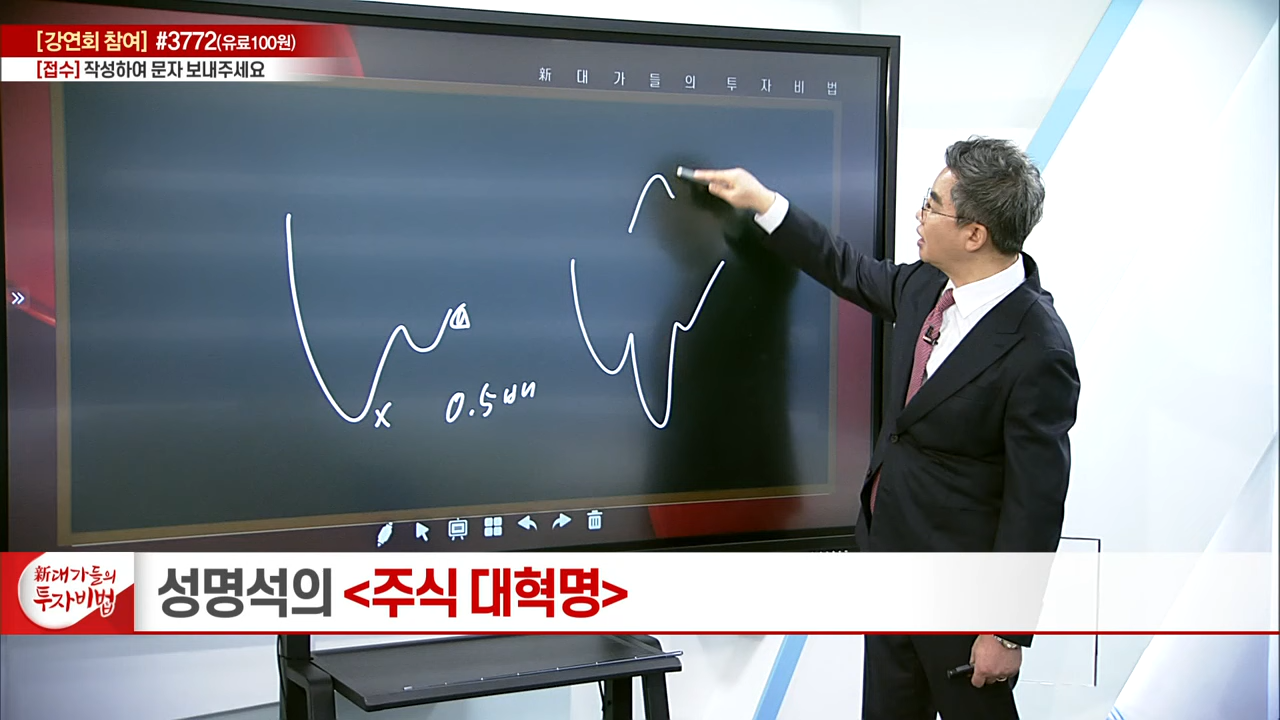 [강연회 참여] #3772(유료100원)
[접수] 작성하여 문자 보내주세요
新 대 가 들 의 투 자 비 법
x
0.5배
新대가들의
투자비법
성명석의 <주식 대혁명>